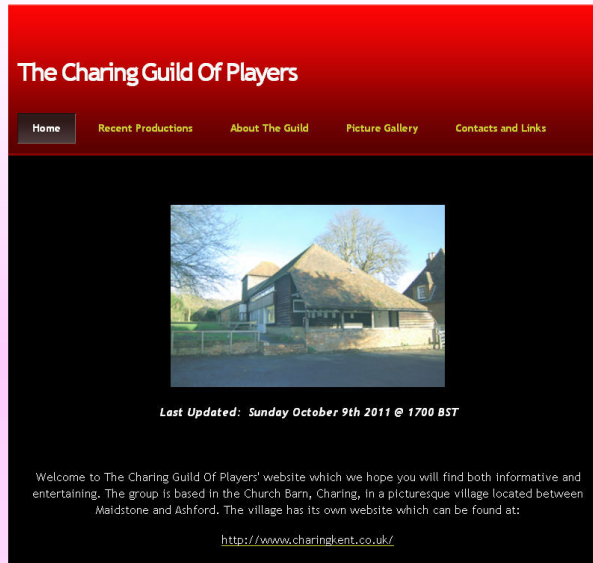 The Charing Guild Of Players
Home Recent Productions About The Guild Picture Gallery Contacts and Links
Last Updated: Sunday October 9th 2011 @ 1700 BST
Welcome to The Charing Guild Of Players' website which we hope you will find both informative and
entertaining. The group is based in the Church Barn, Charing, in a picturesque village located between
Maidstone and Ashford. The village has its own website which can be found at:
http://www.charingkent.co.uk/